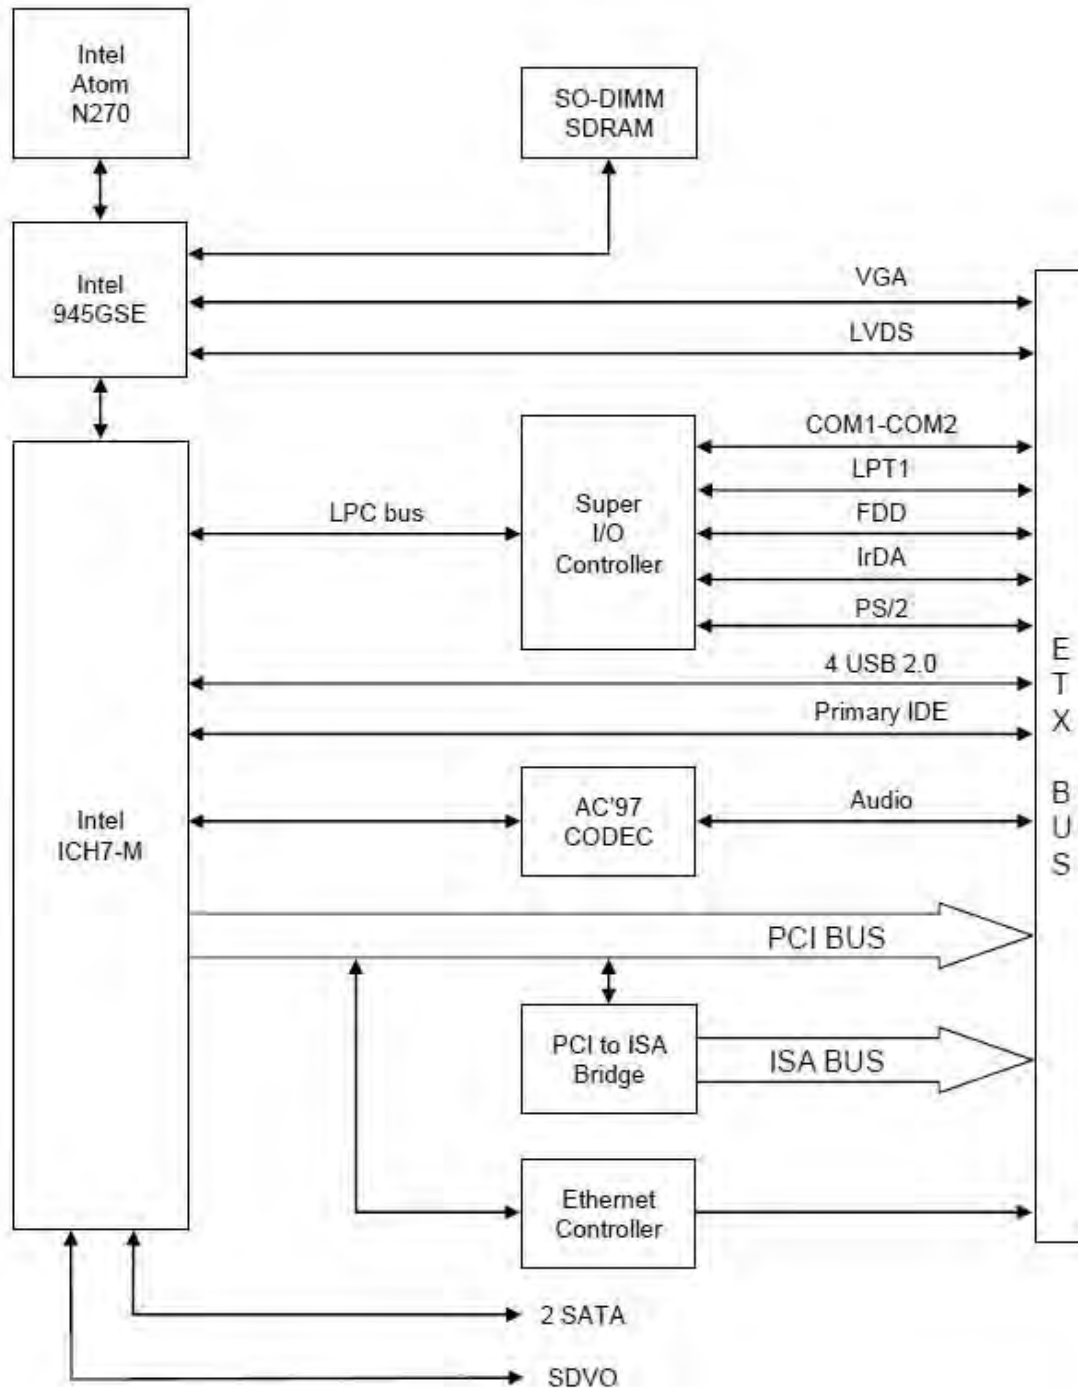 Intel
Atom
N270
SO-DIMM
SDRAM
Intel
945GSE
VGA
LVDS
COM1-COM2
LPT1
LPC bus
Super
I/O
Controller
FDD
IrDA
PS/2
4 USB 2.0
Primary IDE
ETX BUS
Intel
ICH7-M
AC'97
CODEC
Audio
PCI BUS
PCI to ISA
Bridge
ISA BUS
Ethernet
Controller
2 SATA
SDVO